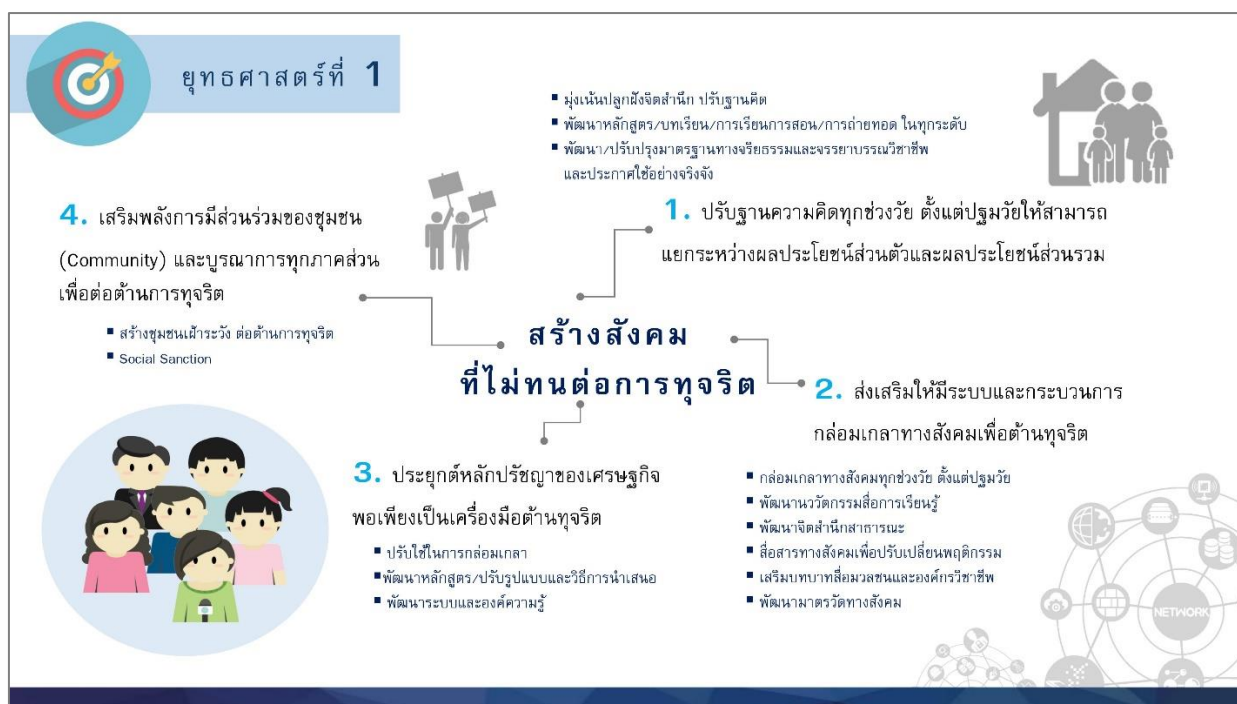 ยุทธศาสตร์ที่ 1
▪ มุ่งเน้นปลูกฝังจิตสำนึก ปรับฐานคิด
▪ พัฒนาหลักสูตร/บทเรียน/การเรียนการสอน/การถ่ายทอด ในทุกระดับ
▪ พัฒนา/ปรับปรุงมาตรฐานทางจริยธรรมและจรรยาบรรณวิชาชีพ
และประกาศใช้อย่างจริงจัง
1. ปรับฐานความคิดทุกช่วงวัย ตั้งแต่ปฐมวัยให้สามารถ
แยกระหว่างผลประโยชน์ส่วนตัวและผลประโยชน์ส่วนรวม
4. เสริมพลังการมีส่วนร่วมของชุมชน
(Community) และบูรณาการทุกภาคส่วน
เพื่อต่อต้านการทุจริต
▪ สร้างชุมชนเฝ้าระวัง ต่อต้านการทุจริต
▪ Social Sanction
สร้างสังคม
ที่ไม่ทนต่อการทุจริต
2. ส่งเสริมให้มีระบบและกระบวนการ
กล่อมเกลาทางสังคมเพื่อต้านทุจริต
▪ กล่อมเกลาทางสังคมทุกช่วงวัย ตั้งแต่ปฐมวัย
▪ พัฒนานวัตกรรมสื่อการเรียนรู้
▪ พัฒนาจิตสำนึกสาธารณะ
▪ สื่อสารทางสังคมเพื่อปรับเปลี่ยนพฤติกรรม
▪ เสริมบทบาทสื่อมวลชนและองค์กรวิชาชีพ
▪ พัฒนามาตรวัดทางสังคม
3. ประยุกต์หลักปรัชญาของเศรษฐกิจ
พอเพียงเป็นเครื่องมือต้านทุจริต
▪ ปรับใช้ในการกล่อมเกลา
▪พัฒนาหลักสูตร/ปรับรูปแบบและวิธีการนำเสนอ
▪ พัฒนาระบบและองค์ความรู้
NETWORK